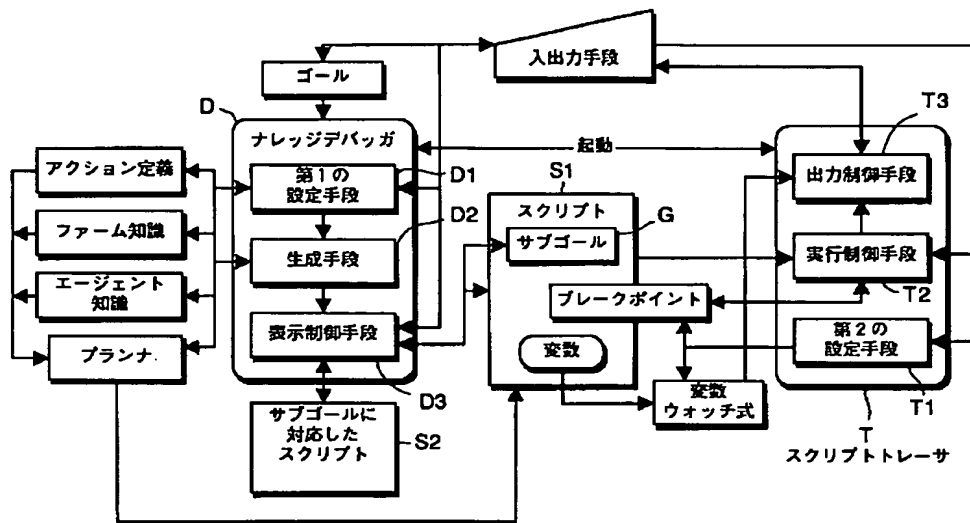 入出力手段
ゴール
D
ナレッジデバッガ
起動
T3
アクション定義
第1の
設定手段
D1
S1
スクリプト
出力制御手段
D2
G
サブゴール
ファーム知識
生成手段
実行制御手段
エージェント
知識
ブレークポイント
T2
表示制御手段
第2の
設定手段
プランナ.
変数
D3
変数
ウォッチ式
T1
サブゴールに
対応した
スクリプト
S2
T
スクリプトトレーサ